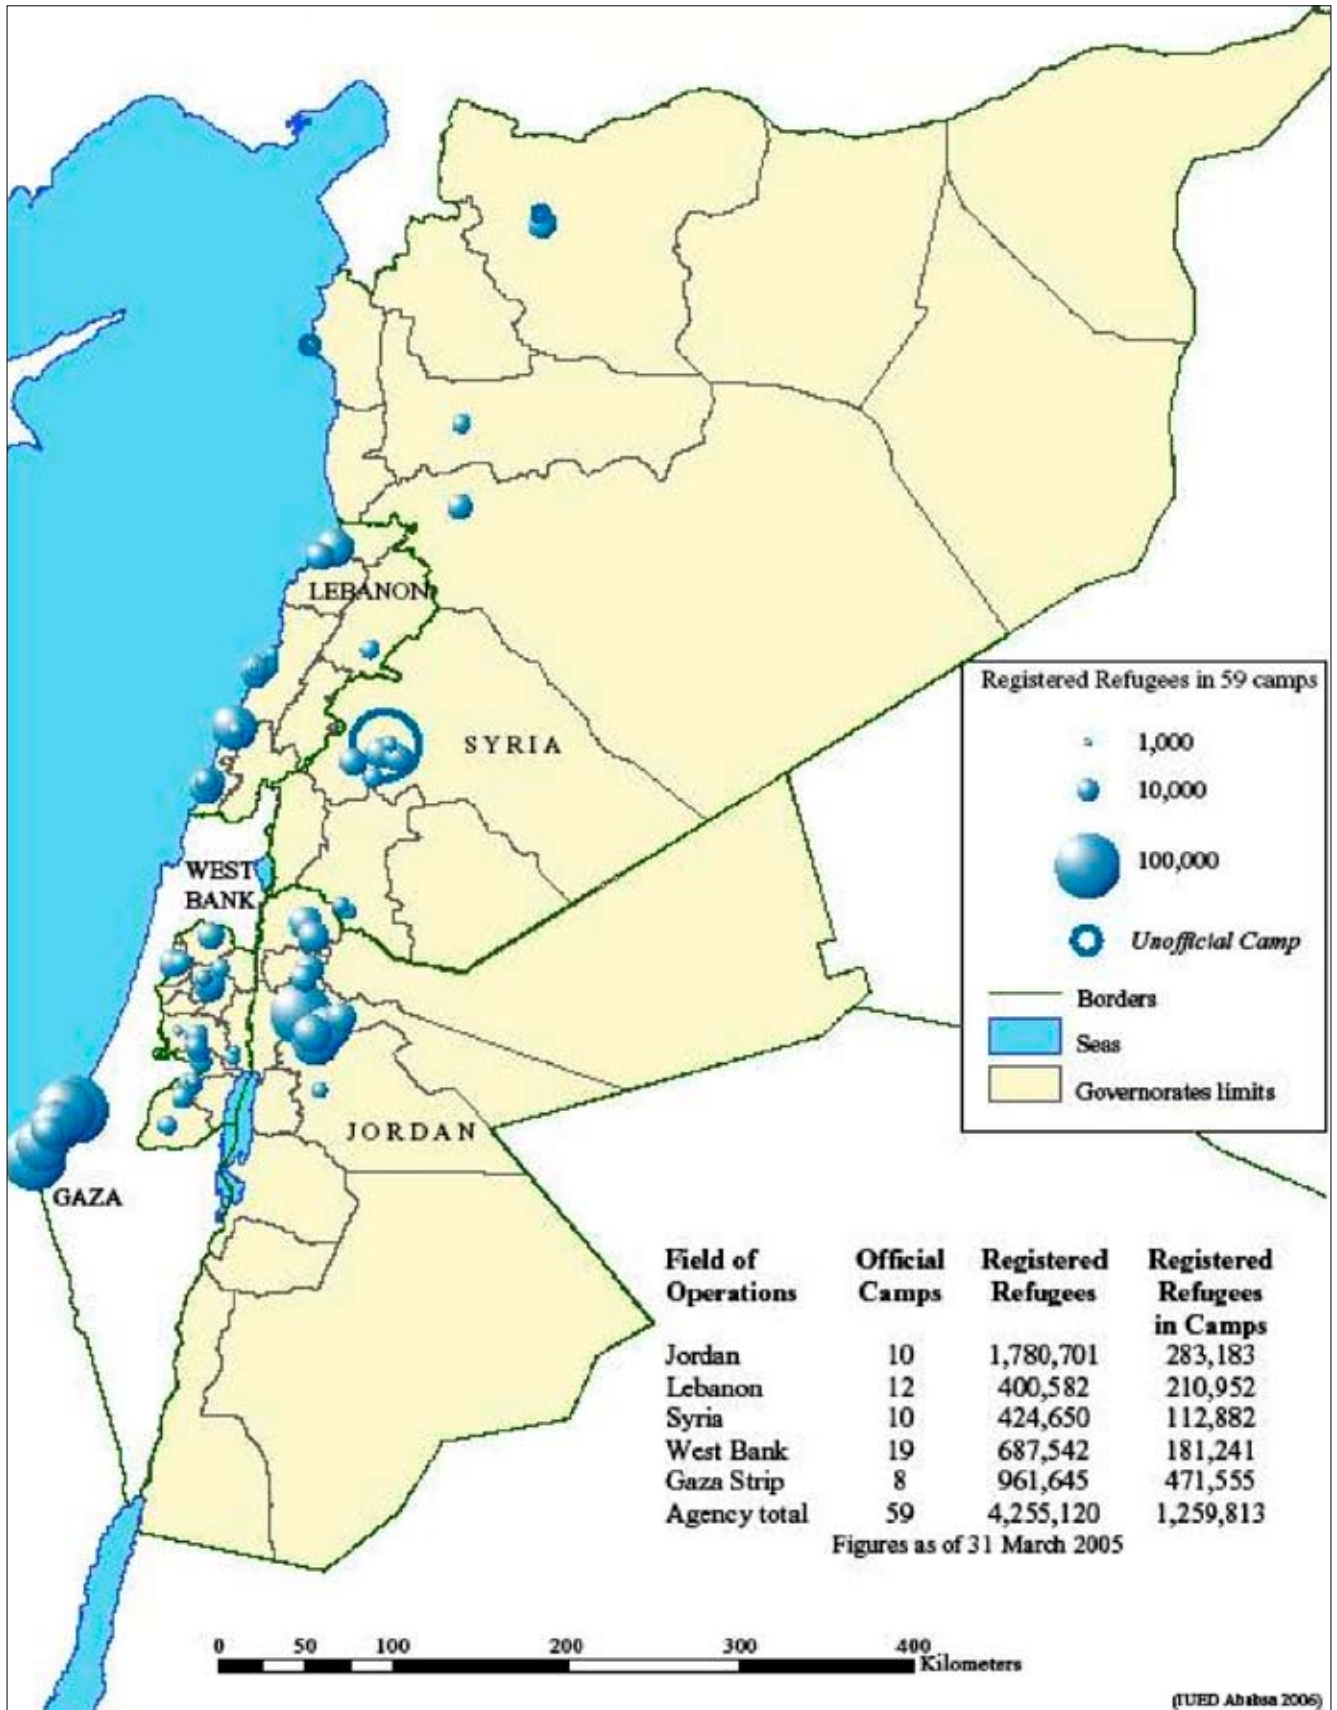 LEBANON
SYRIA
WEST
BANK
JORDAN
GAZA
Registered Refugees in 59 camps
1,000
10,000
100,000
Unofficial Camp
Borders
Seas
Governorates limits
Field of Operations Official Camps Registered Refugees Registered Refugees in Camps
Jordan 10 1,780,701 283,183
Lebanon 12 400,582 210,952
Syria 10 424,650 112,882
West Bank 19 687,542 181,241
Gaza Strip 8 961,645 471,555
Agency total 59 4,255,120 1,259,813
Figures as of 31 March 2005
0 50 100 200 300 400
Kilometers
(IUED Ababsa 2006)